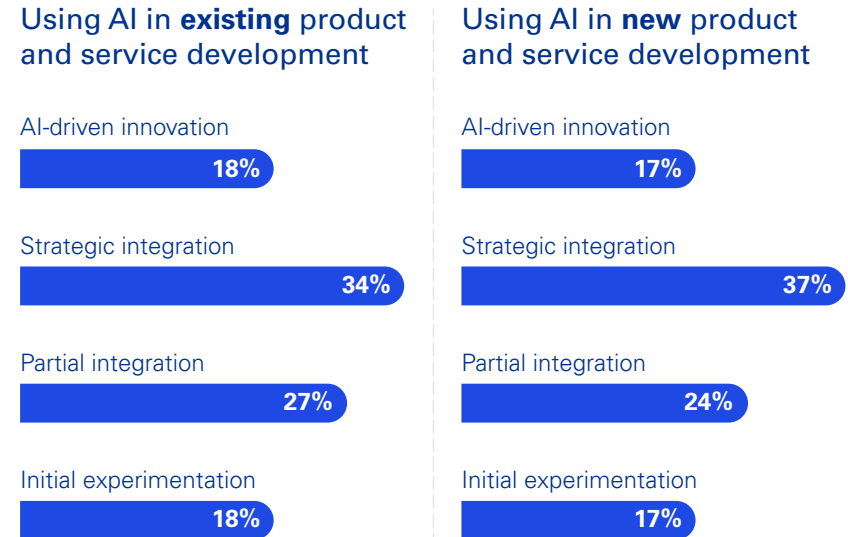 Using AI in existing product
and service development
AI-driven innovation
18%
Strategic integration
34%
Partial integration
27%
Initial experimentation
18%
Using AI in new product
and service development
AI-driven innovation
17%
Strategic integration
37%
Partial integration
24%
Initial experimentation
17%